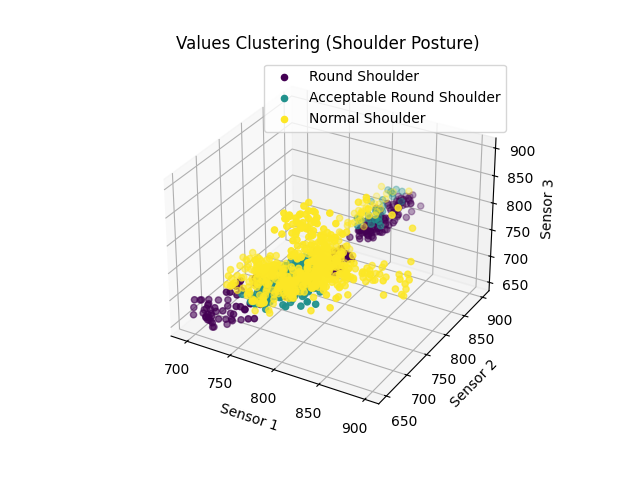 Values Clustering (Shoulder Posture)
Round Shoulder
Acceptable Round Shoulder
Normal Shoulder
900
850
800
750
700
650
Sensor 3
900
850
800
750
700
650
Sensor 2
700
750
800
850
900
Sensor 1